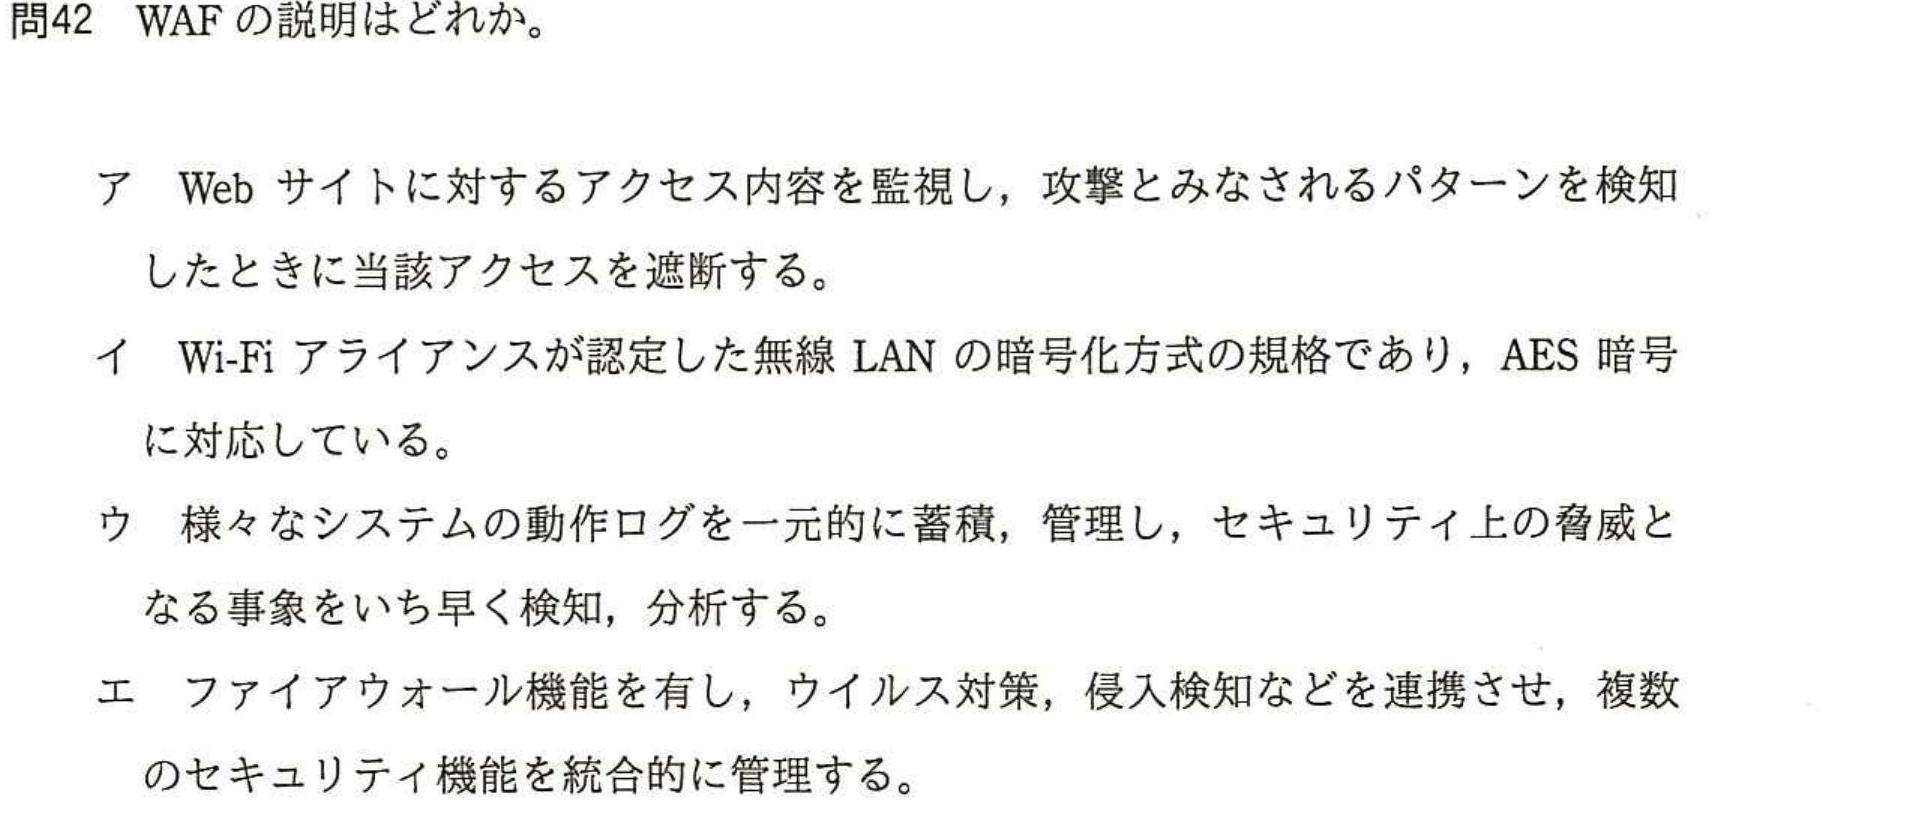 問42　WAF の説明はどれか。
ア　Web サイトに対するアクセス内容を監視し，攻撃とみなされるパターンを検知
したときに当該アクセスを遮断する。
イ　Wi-Fi アライアンスが認定した無線 LAN の暗号化方式の規格であり，AES 暗号
に対応している。
ウ　様々なシステムの動作ログを一元的に蓄積，管理し，セキュリティ上の脅威と
なる事象をいち早く検知，分析する。
エ　ファイアウォール機能を有し，ウイルス対策，侵入検知などを連携させ，複数
のセキュリティ機能を統合的に管理する。